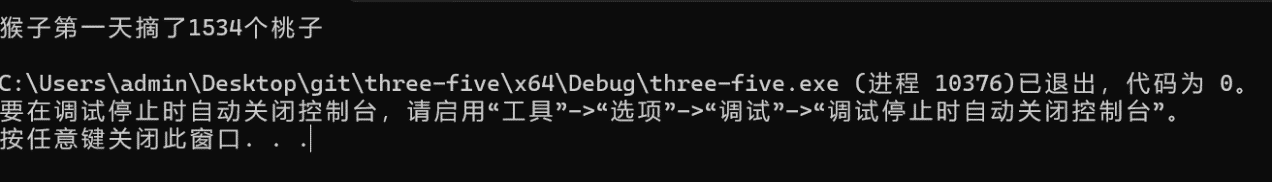 猴子第一天摘了1534个桃子
C:\Users\admin\Desktop\git\three-five\x64\Debug\three-five.exe (进程 10376)已退出，代码为 0。
要在调试停止时自动关闭控制台，请启用“工具”->“选项”->“调试”->“调试停止时自动关闭控制台”。
按任意键关闭此窗口. . .